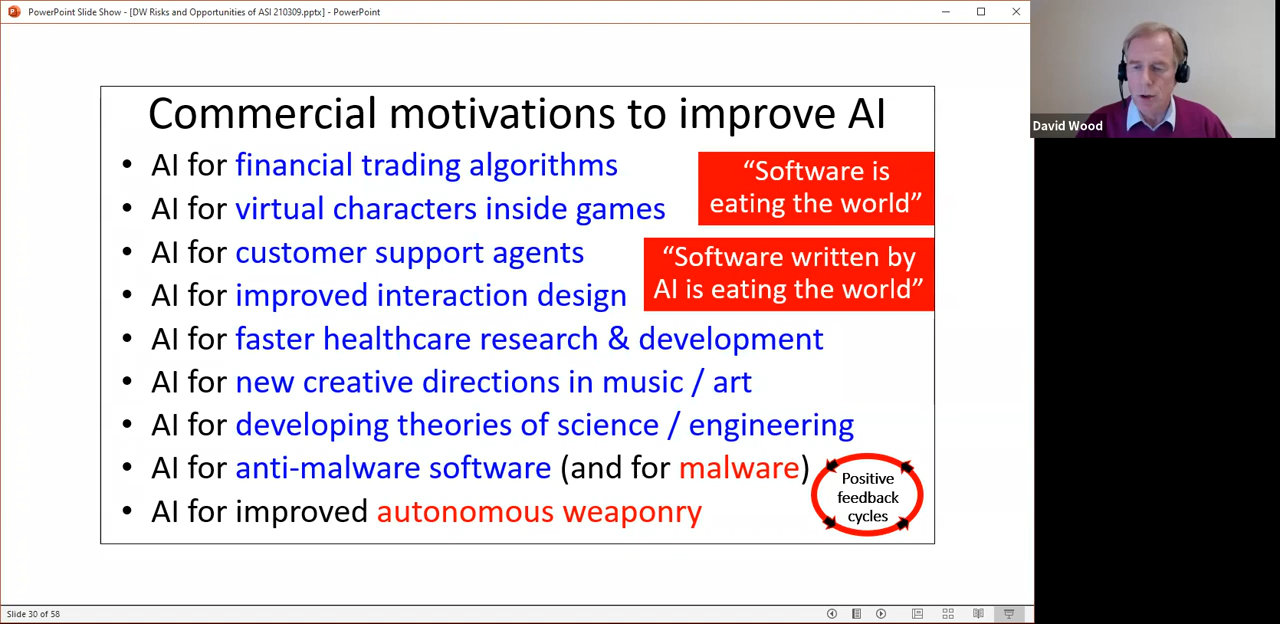 PowerPoint Slide Show - [DW Risks and Opportunities of ASI 210309.pptx] - PowerPoint
David Wood
Commercial motivations to improve AI
• AI for financial trading algorithms
• AI for virtual characters inside games
• AI for customer support agents
• AI for improved interaction design
• AI for faster healthcare research & development
• AI for new creative directions in music / art
• AI for developing theories of science / engineering
• AI for anti-malware software (and for malware)
• AI for improved autonomous weaponry
“Software is
eating the world”
“Software written by
AI is eating the world”
Positive
feedback
cycles
Slide 30 of 58